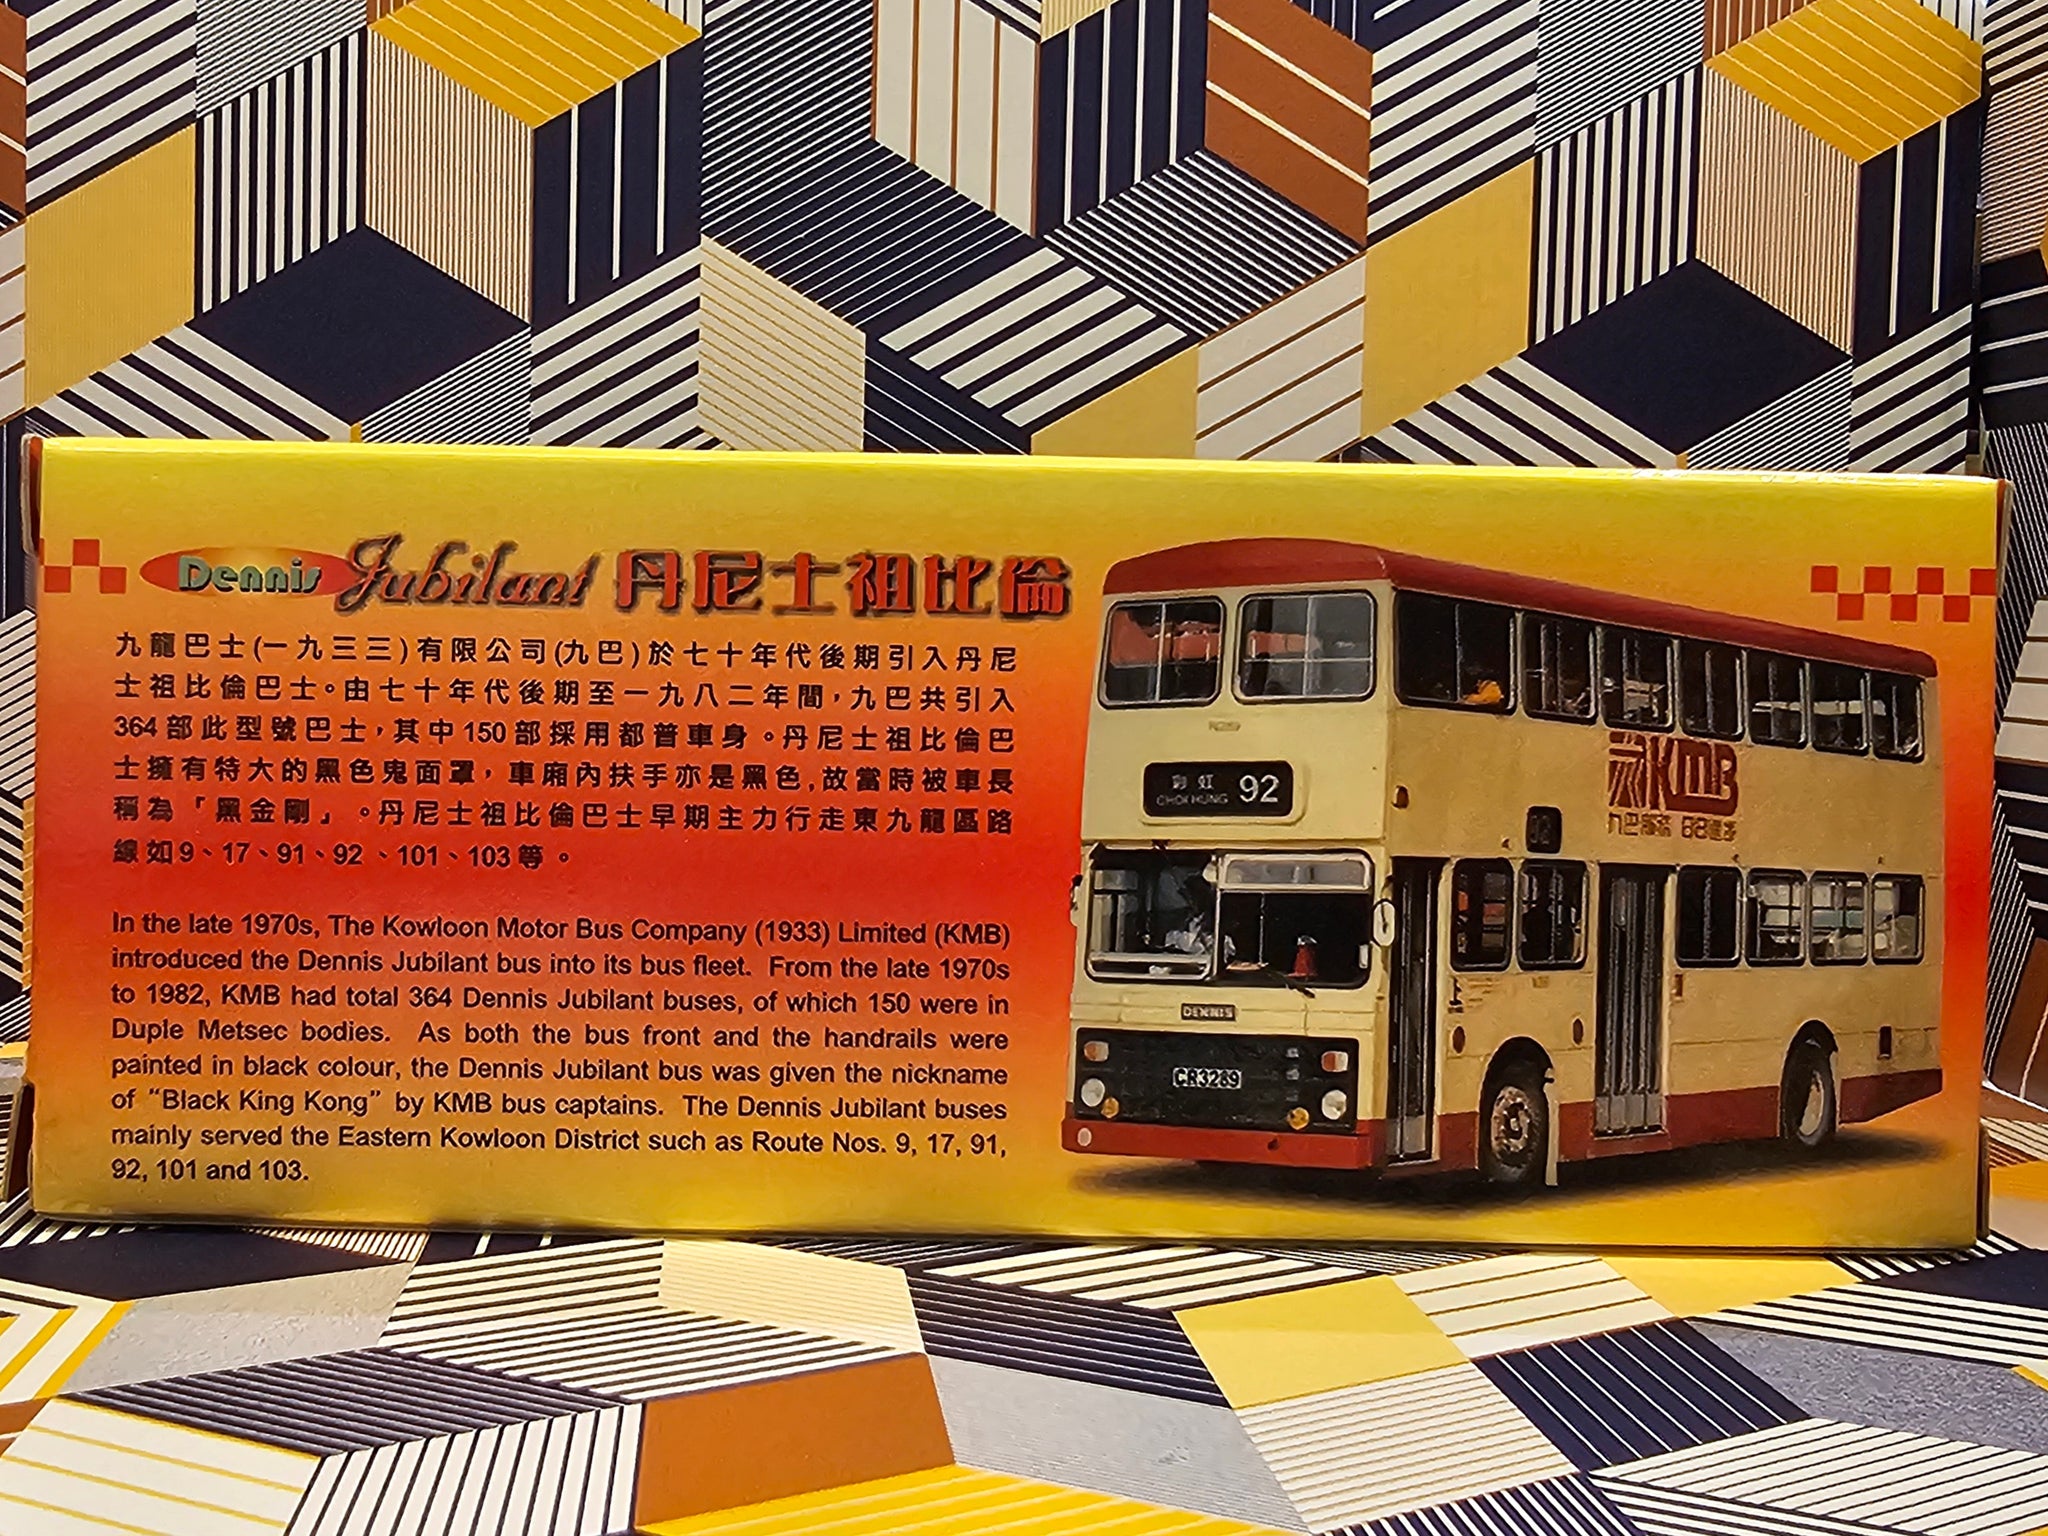 Dennis Jubilant 丹尼士祖比倫
九龍巴士(一九三三)有限公司(九巴)於七十年代後期引入丹尼
士祖比倫巴士。由七十年代後期至一九八二年間，九巴共引入
364部此型號巴士，其中150部採用都普車身。丹尼士祖比倫巴
士擁有特大的黑色鬼面罩，車廂內扶手亦是黑色,故當時被車長
稱為「黑金剛」。丹尼士祖比倫巴士早期主力行走東九龍區路
線如9、17、91、92、101、103等。
In the late 1970s, The Kowloon Motor Bus Company (1933) Limited (KMB)
introduced the Dennis Jubilant bus into its bus fleet. From the late 1970s
to 1982, KMB had total 364 Dennis Jubilant buses, of which 150 were in
Duple Metsec bodies. As both the bus front and the handrails were
painted in black colour, the Dennis Jubilant bus was given the nickname
of “Black King Kong” by KMB bus captains. The Dennis Jubilant buses
mainly served the Eastern Kowloon District such as Route Nos. 9, 17, 91,
92, 101 and 103.
彩虹
CHOI HUNG 92
KMB
DENNIS
CR3289